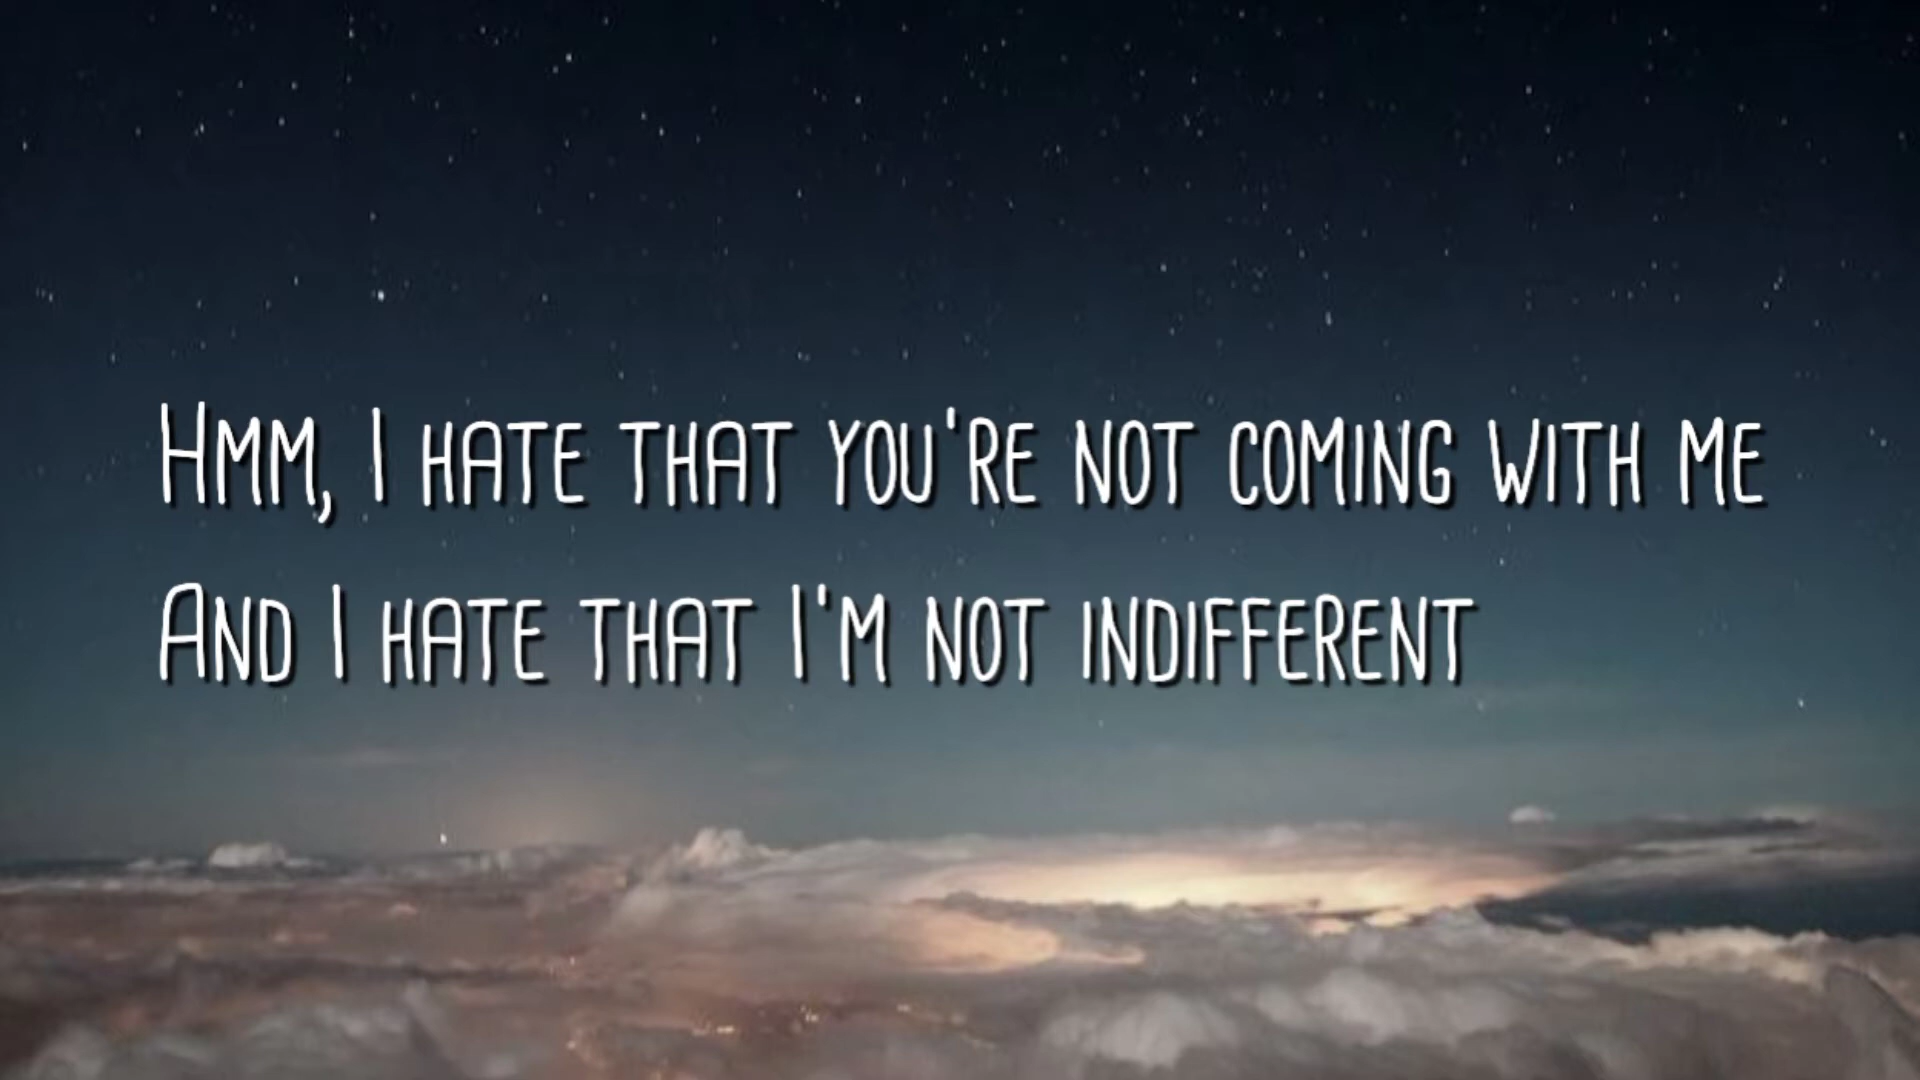 Hmm, I hate that you're not coming with me
And I hate that I'm not indifferent